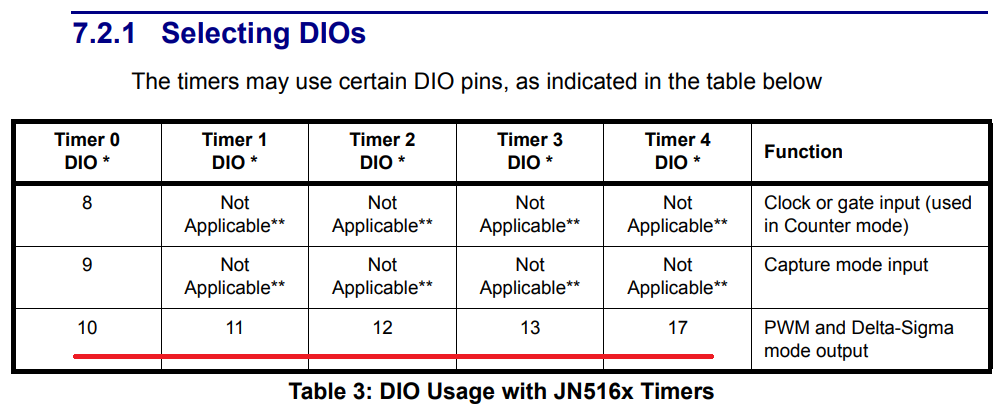 7.2.1 Selecting DIOs
The timers may use certain DIO pins, as indicated in the table below
Timer 0 Timer 1 Timer 2 Timer 3 Timer 4
DIO * DIO * DIO * DIO * DIO * Function
8 Not Not Not Not Clock or gate input (used
Applicable** Applicable** Applicable** Applicable** in Counter mode)
9 Not Not Not Not Capture mode input
Applicable** Applicable** Applicable** Applicable**
10 11 12 13 17 PWM and Delta-Sigma
mode output
Table 3: DIO Usage with JN516x Timers